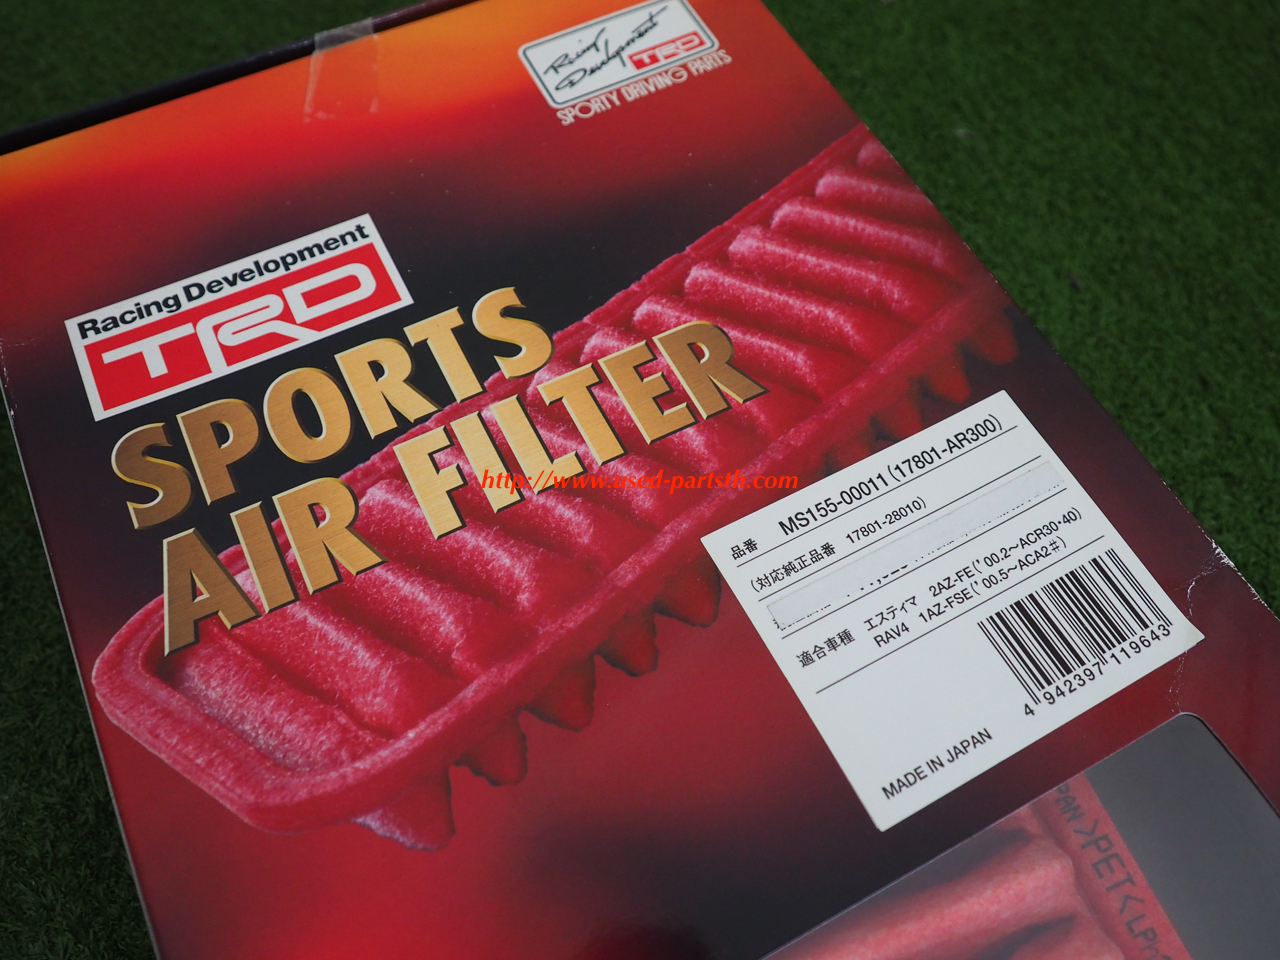 Racing
Development
TRD
SPORTY DRIVING PARTS
Racing Development
TRD
SPORTS
AIR FILTER
http://www.used-partsth.com
品番 MS155-00011 (17801-AR300)
(対応純正品番 17801-28010)
適合車種 エスティマ 2AZ-FE ('00.2〜ACR30・40)
RAV4 1AZ-FSE ('00.5〜ACA2#)
4 942397 119643
MADE IN JAPAN
PAN >PET<